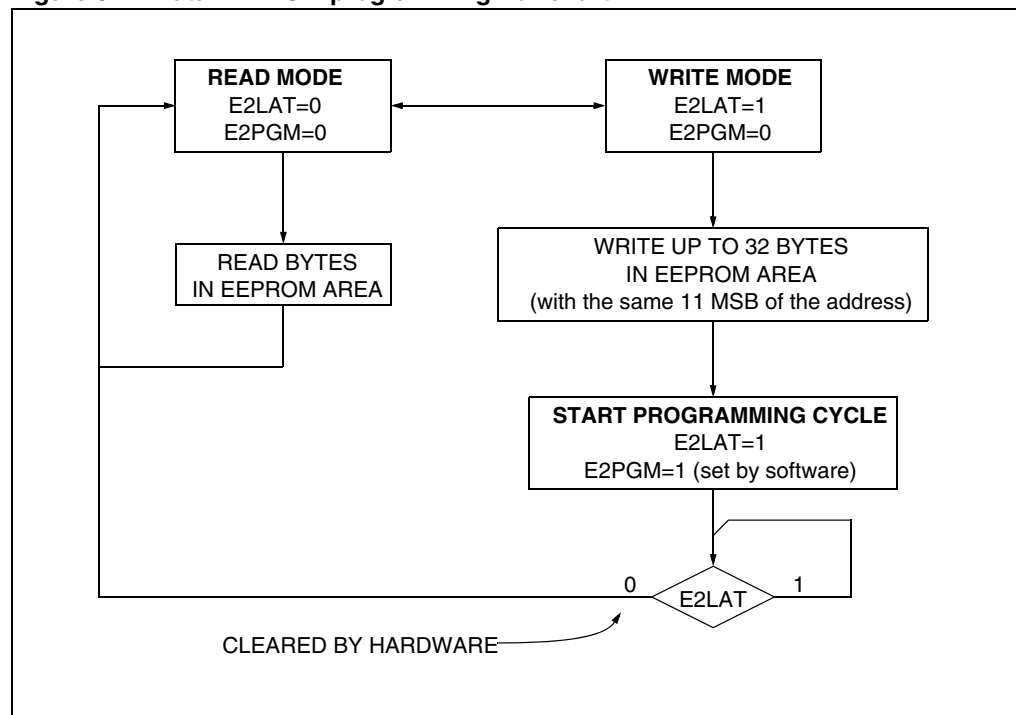 READ MODE
E2LAT=0
E2PGM=0
WRITE MODE
E2LAT=1
E2PGM=0
READ BYTES
IN EEPROM AREA
WRITE UP TO 32 BYTES
IN EEPROM AREA
(with the same 11 MSB of the address)
START PROGRAMMING CYCLE
E2LAT=1
E2PGM=1 (set by software)
0
E2LAT
1
CLEARED BY HARDWARE